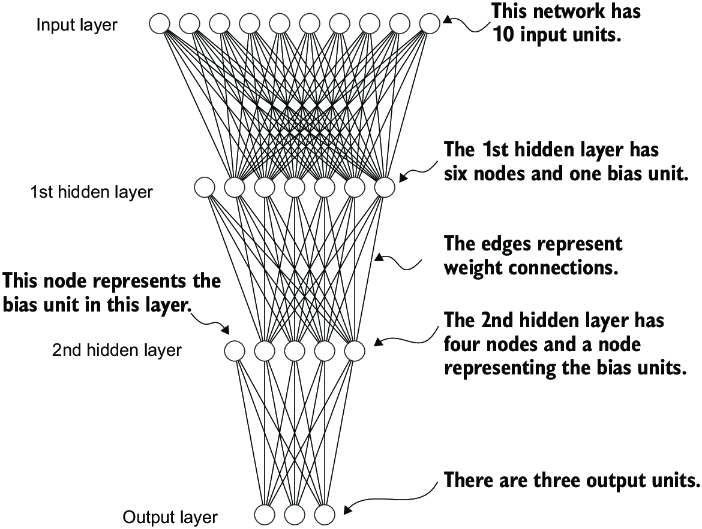 Input layer
This network has
10 input units.
The 1st hidden layer has
six nodes and one bias unit.
1st hidden layer
The edges represent
weight connections.
This node represents the
bias unit in this layer.
The 2nd hidden layer has
four nodes and a node
representing the bias units.
2nd hidden layer
There are three output units.
Output layer